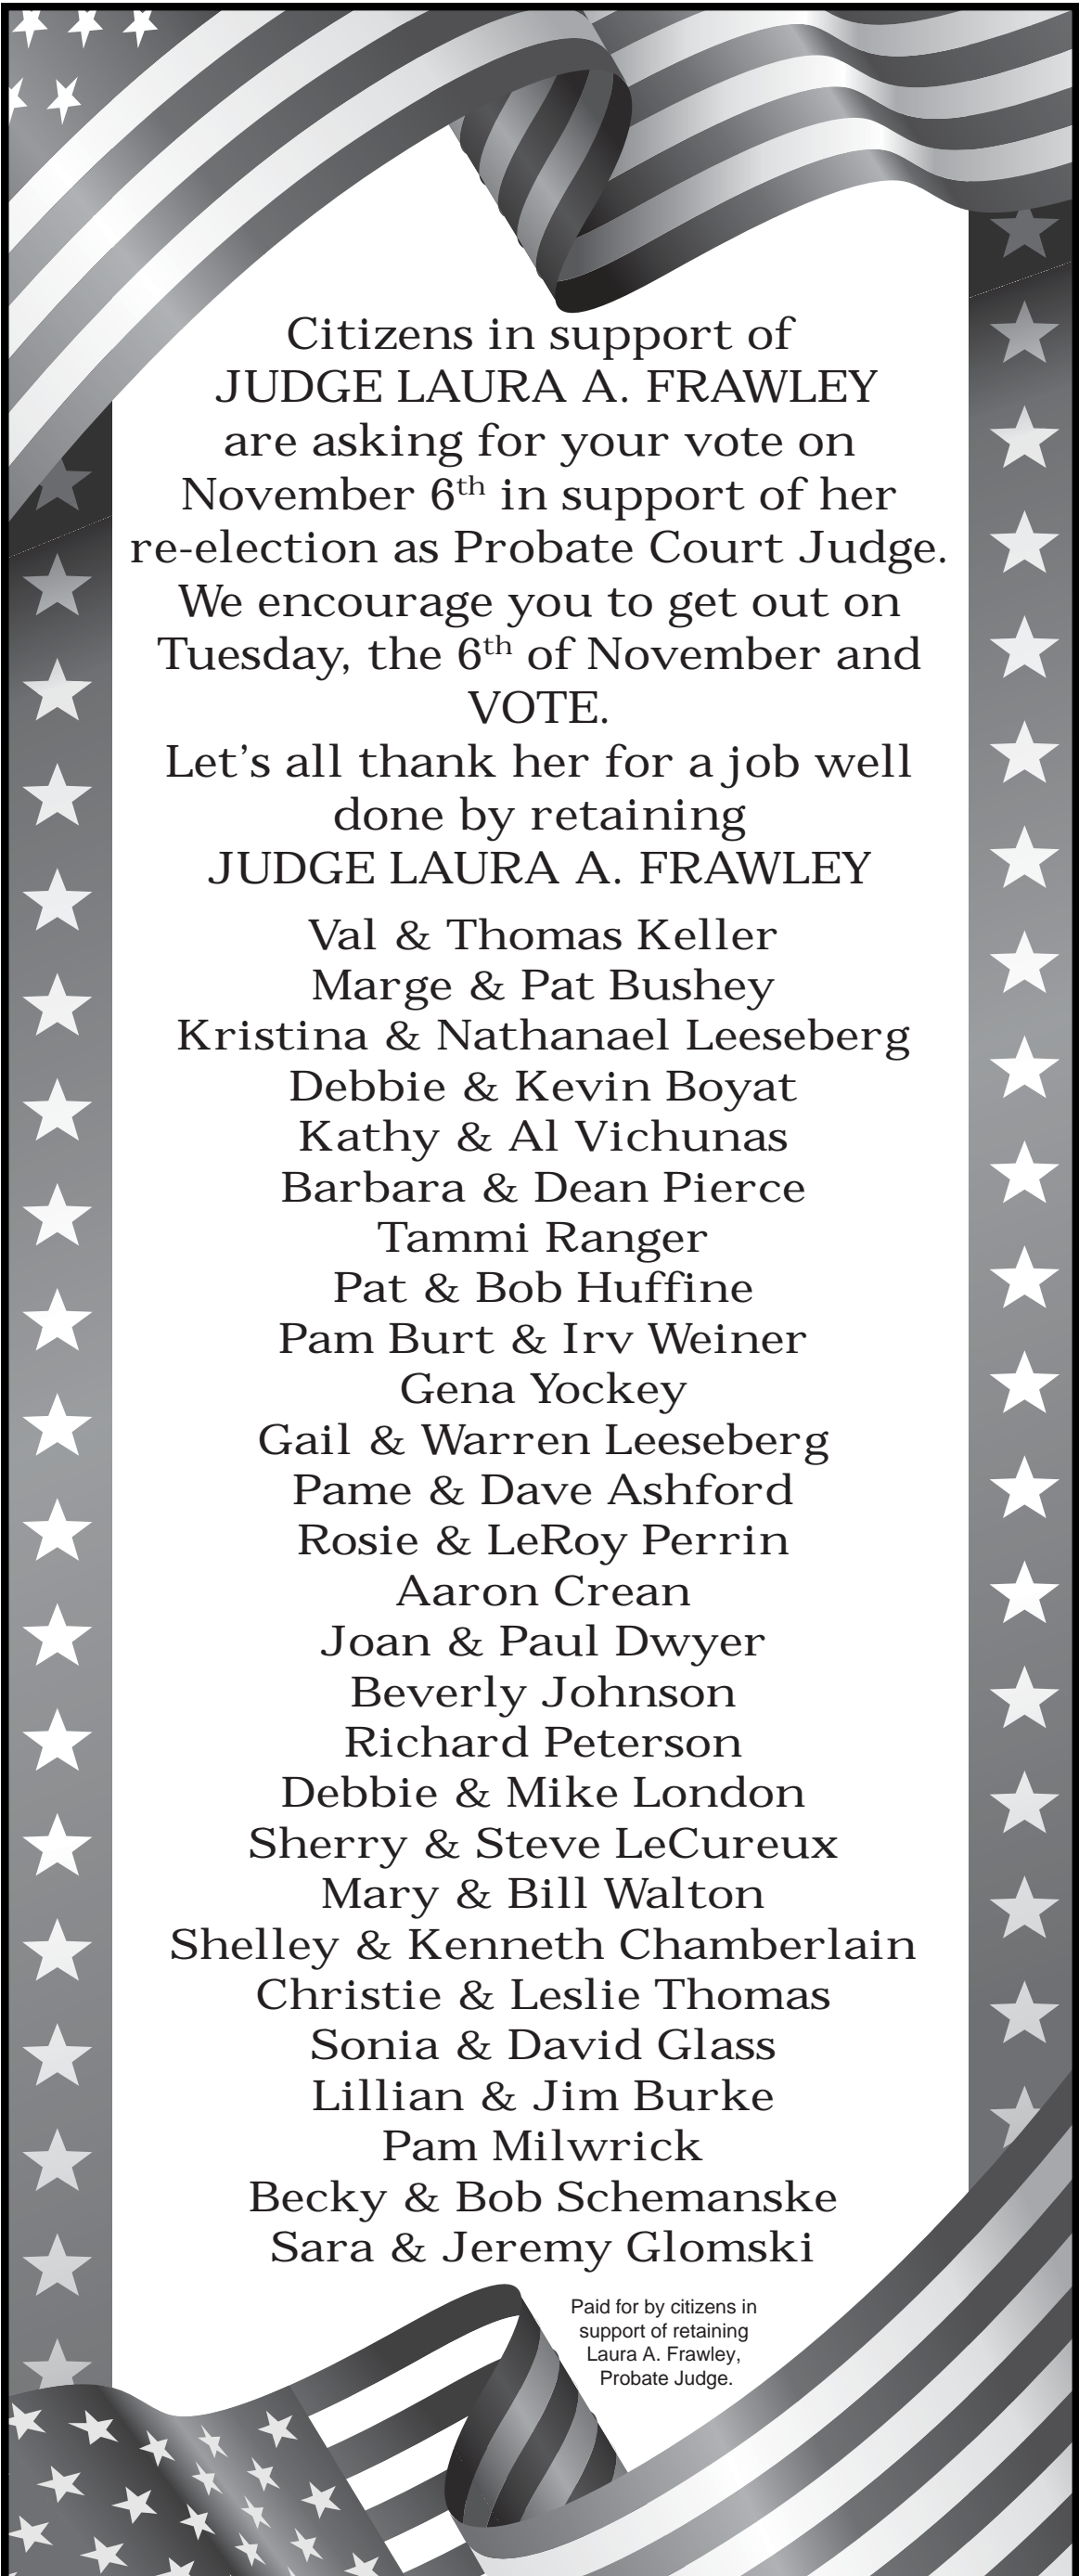 Citizens in support of
JUDGE LAURA A. FRAWLEY
are asking for your vote on
November 6th in support of her
re-election as Probate Court Judge.
We encourage you to get out on
Tuesday, the 6th of November and
VOTE.
Let’s all thank her for a job well
done by retaining
JUDGE LAURA A. FRAWLEY
Val & Thomas Keller
Marge & Pat Bushey
Kristina & Nathanael Leeseberg
Debbie & Kevin Boyat
Kathy & Al Vichunas
Barbara & Dean Pierce
Tammi Ranger
Pat & Bob Huffine
Pam Burt & Irv Weiner
Gena Yockey
Gail & Warren Leeseberg
Pame & Dave Ashford
Rosie & LeRoy Perrin
Aaron Crean
Joan & Paul Dwyer
Beverly Johnson
Richard Peterson
Debbie & Mike London
Sherry & Steve LeCureux
Mary & Bill Walton
Shelley & Kenneth Chamberlain
Christie & Leslie Thomas
Sonia & David Glass
Lillian & Jim Burke
Pam Milwrick
Becky & Bob Schemanske
Sara & Jeremy Glomski
Paid for by citizens in
support of retaining
Laura A. Frawley,
Probate Judge.